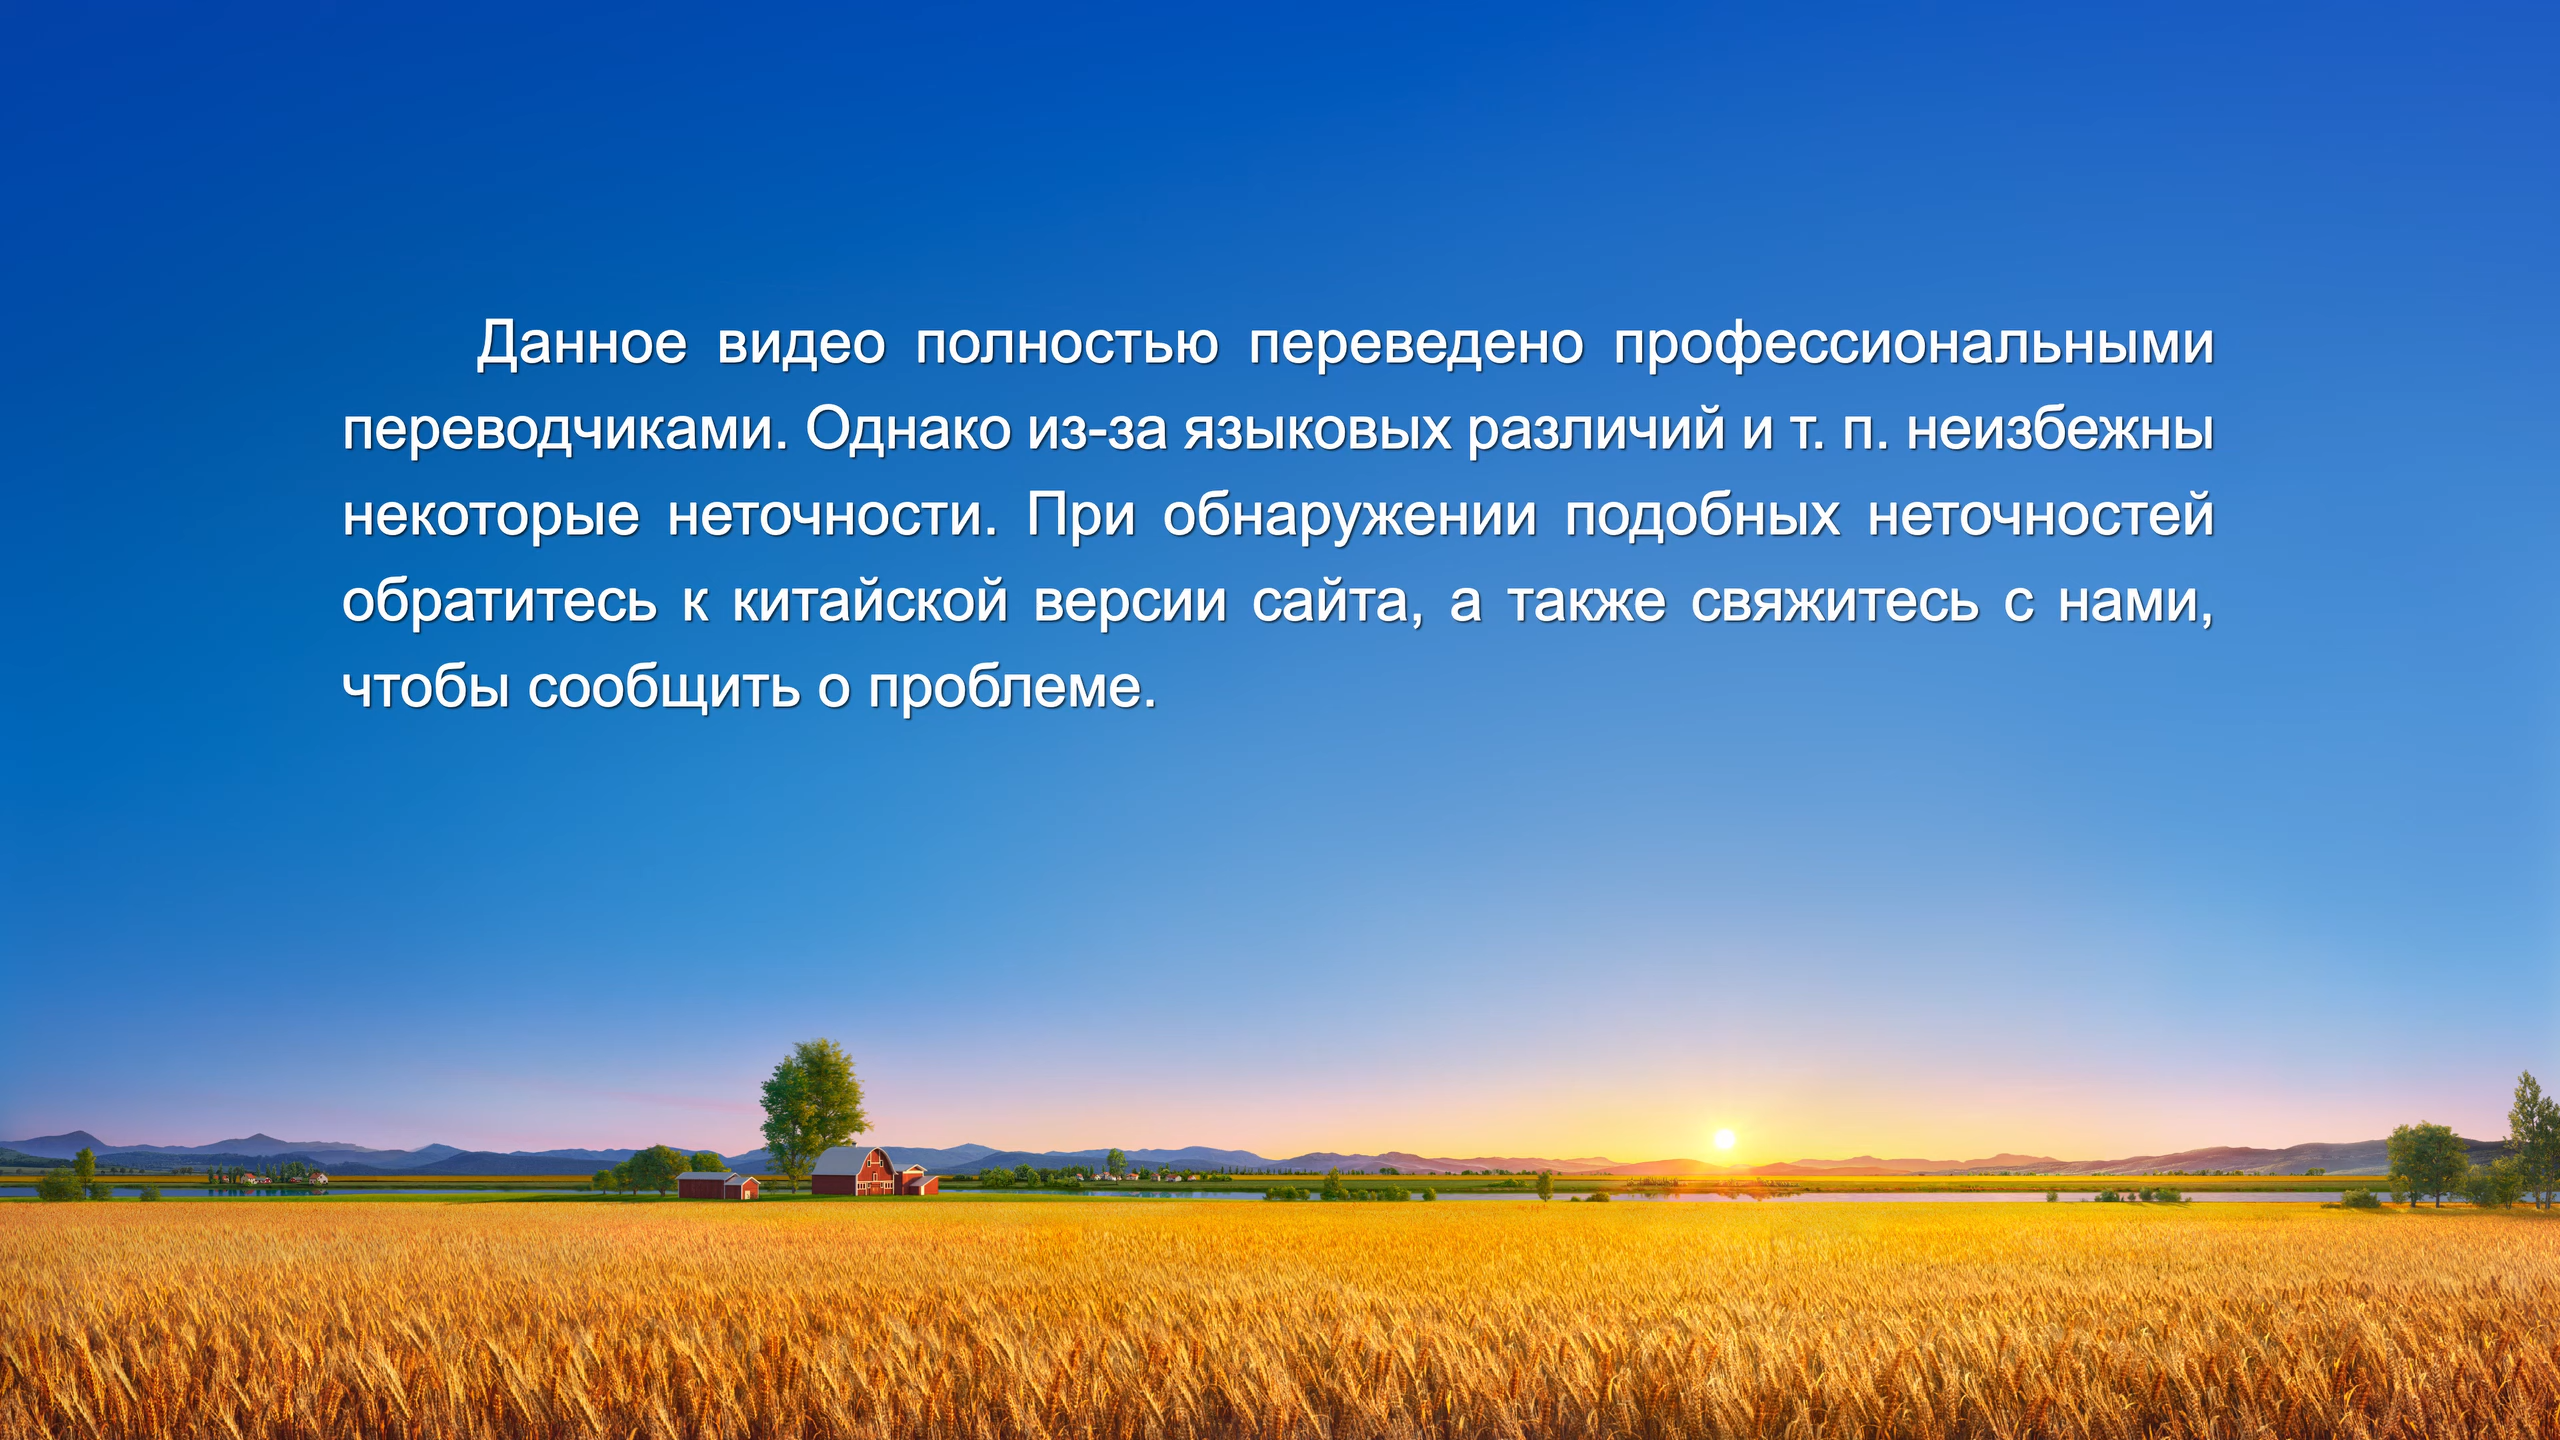 Данное видео полностью переведено профессиональными
переводчиками. Однако из-за языковых различий и т. п. неизбежны
некоторые неточности. При обнаружении подобных неточностей
обратитесь к китайской версии сайта, а также свяжитесь с нами,
чтобы сообщить о проблеме.